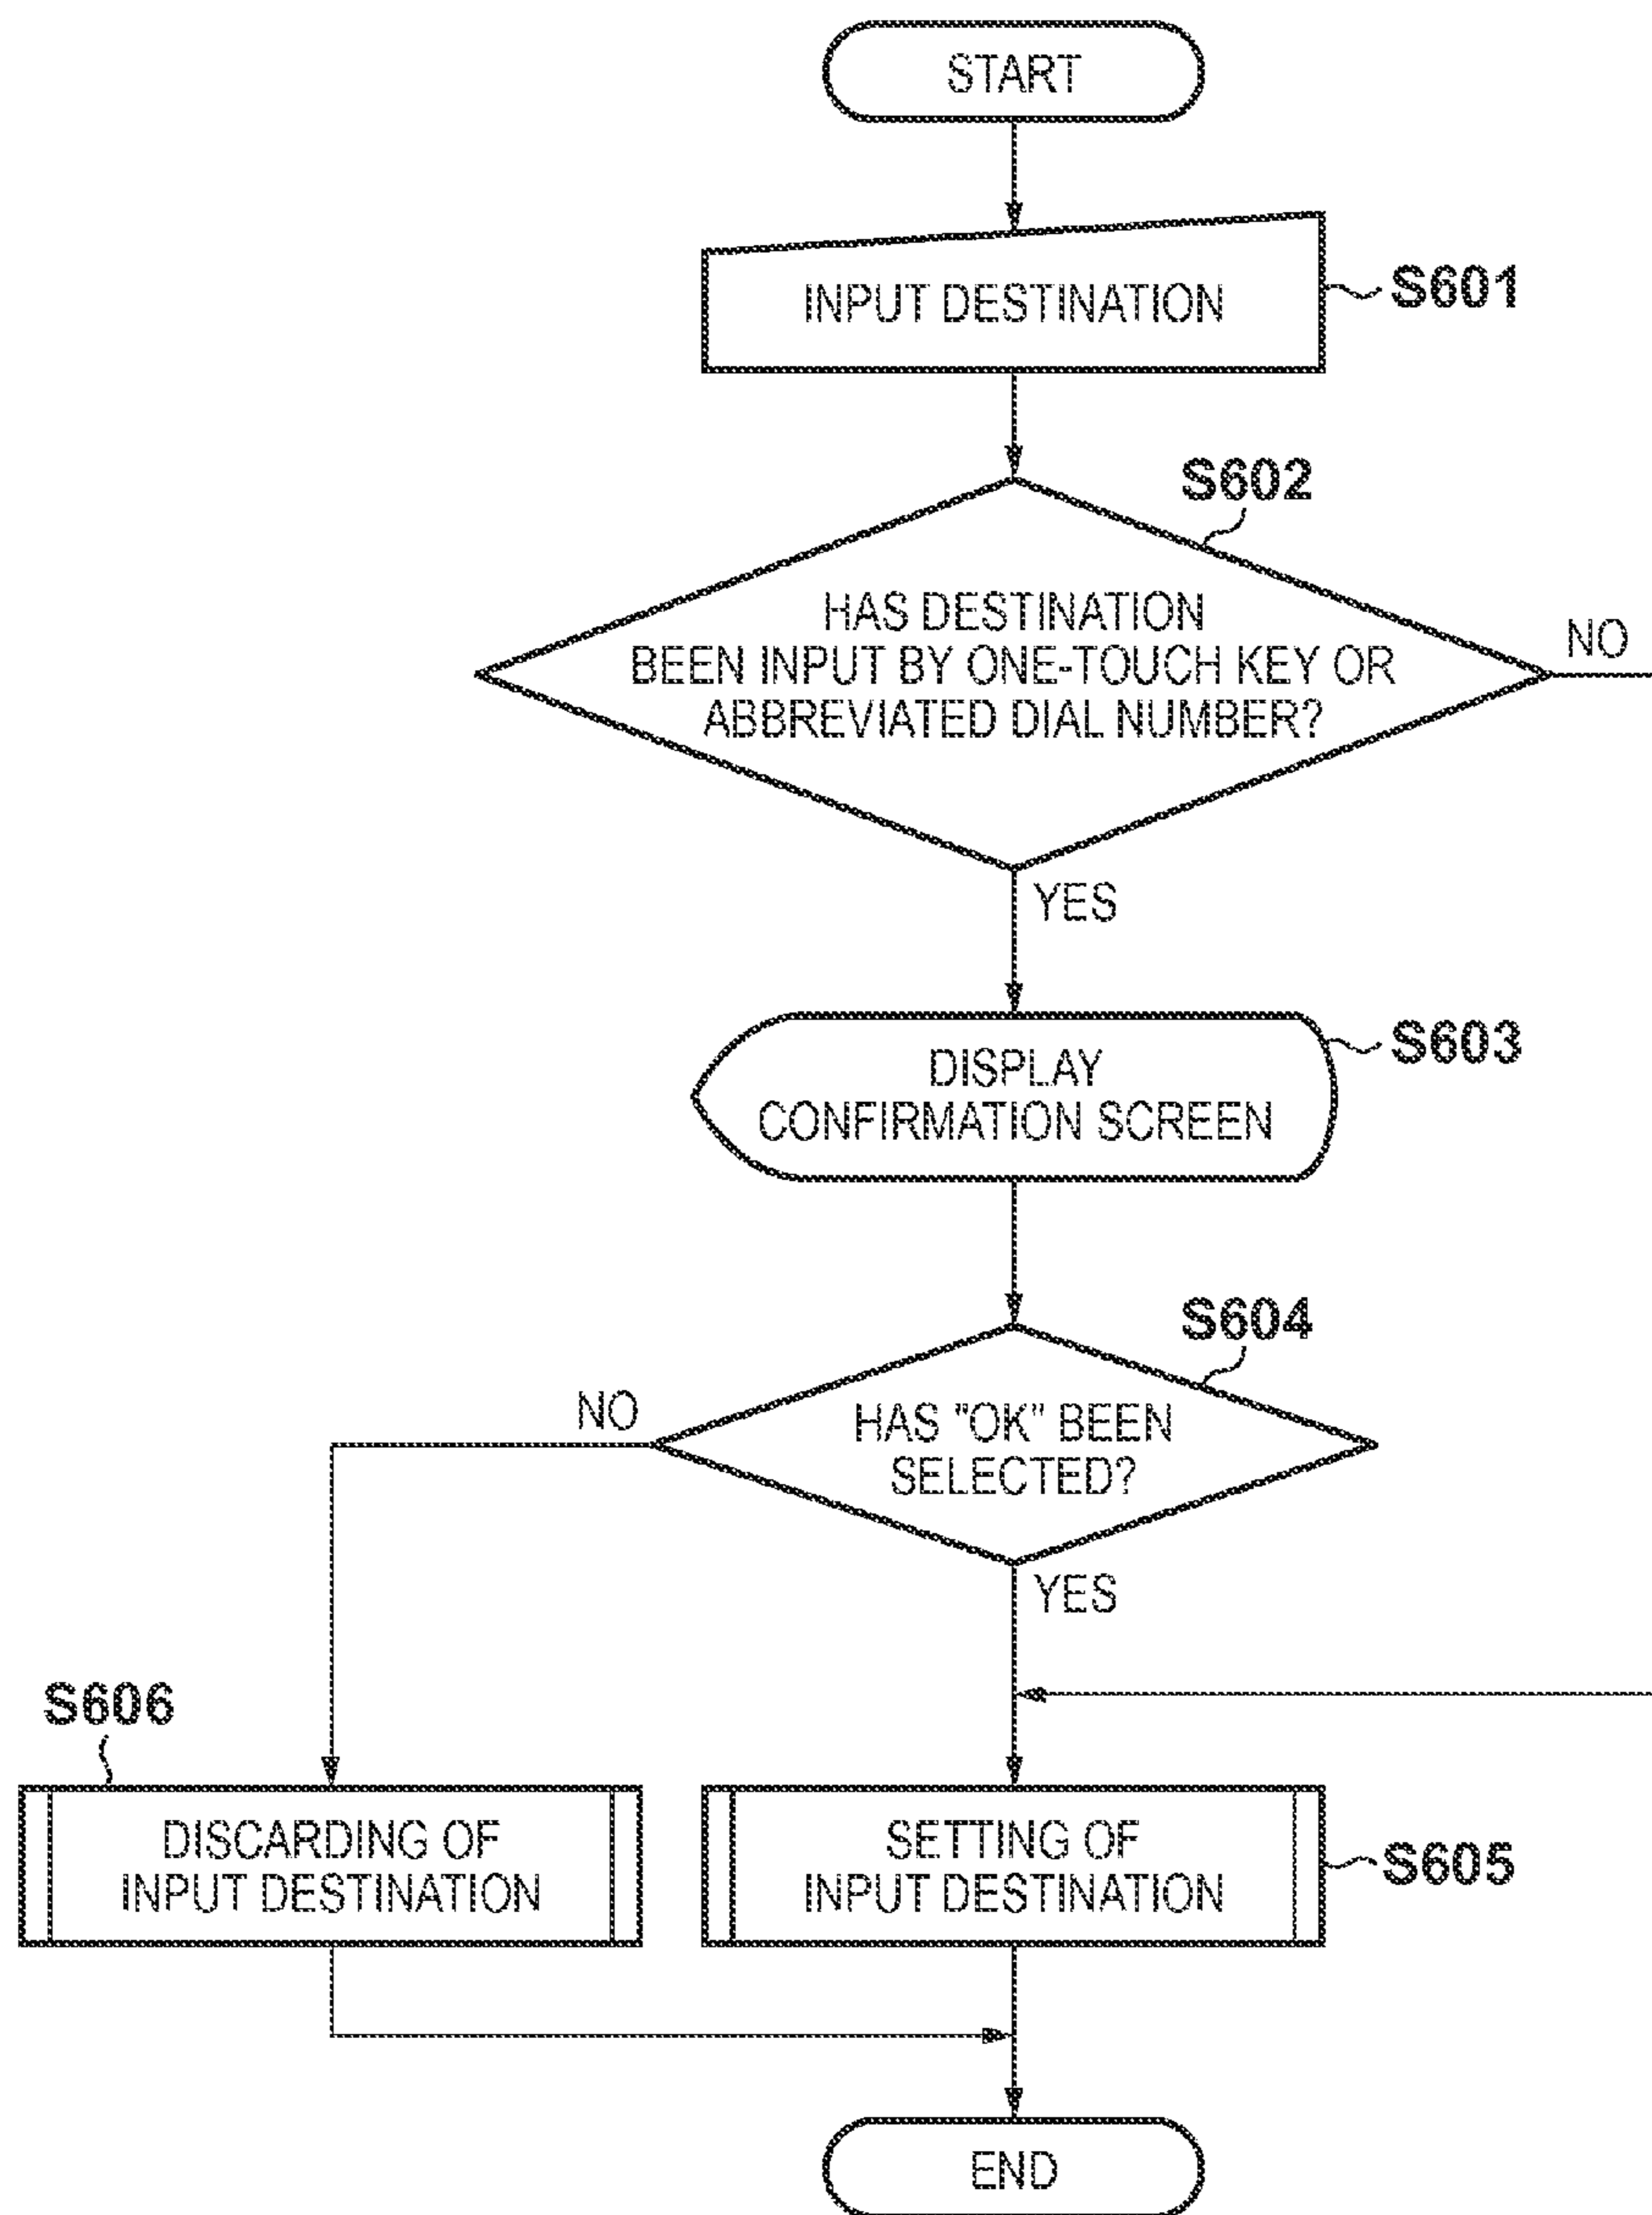 START
INPUT DESTINATION
S601
S602
HAS DESTINATION
BEEN INPUT BY ONE-TOUCH KEY OR
ABBREVIATED DIAL NUMBER?
NO
YES
DISPLAY
CONFIRMATION SCREEN
S603
S604
HAS "OK" BEEN
SELECTED?
NO
YES
S606
DISCARDING OF
INPUT DESTINATION
SETTING OF
INPUT DESTINATION
S605
END